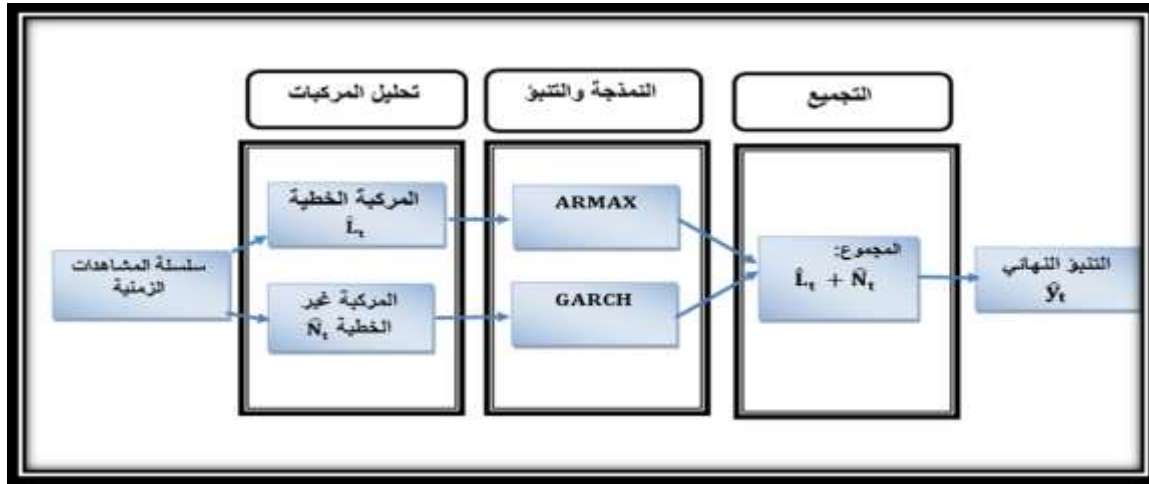 تحليل المركبات
النمذجة والتنبؤ
التجميع
سلسلة المشاهدات
الزمنية
المركبة الخطية
L̂ₜ
المركبة غير
الخطية N̂ₜ
ARMAX
GARCH
المجموع:
L̂ₜ + N̂ₜ
التنبؤ النهائي
ŷₜ